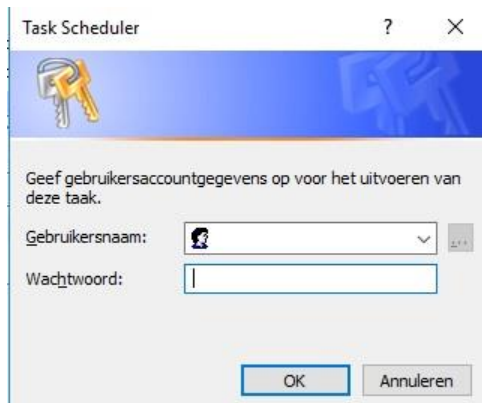 Task Scheduler
Geef gebruikersaccountgegevens op voor het uitvoeren van
deze taak.
Gebruikersnaam:
...
Wachtwoord:
OK
Annuleren